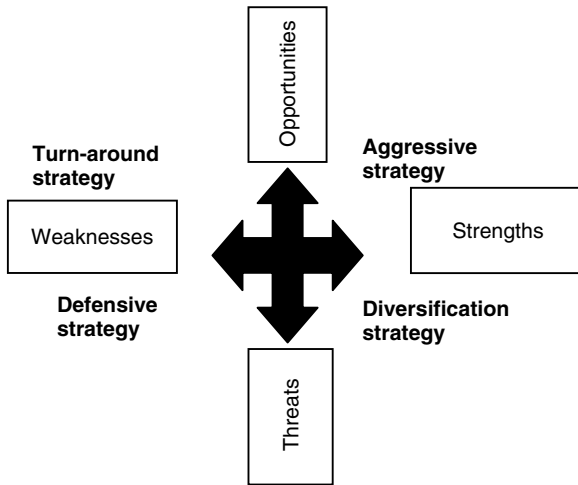 Opportunities
Turn-around
strategy
Aggressive
strategy
Weaknesses
Strengths
Defensive
strategy
Diversification
strategy
Threats